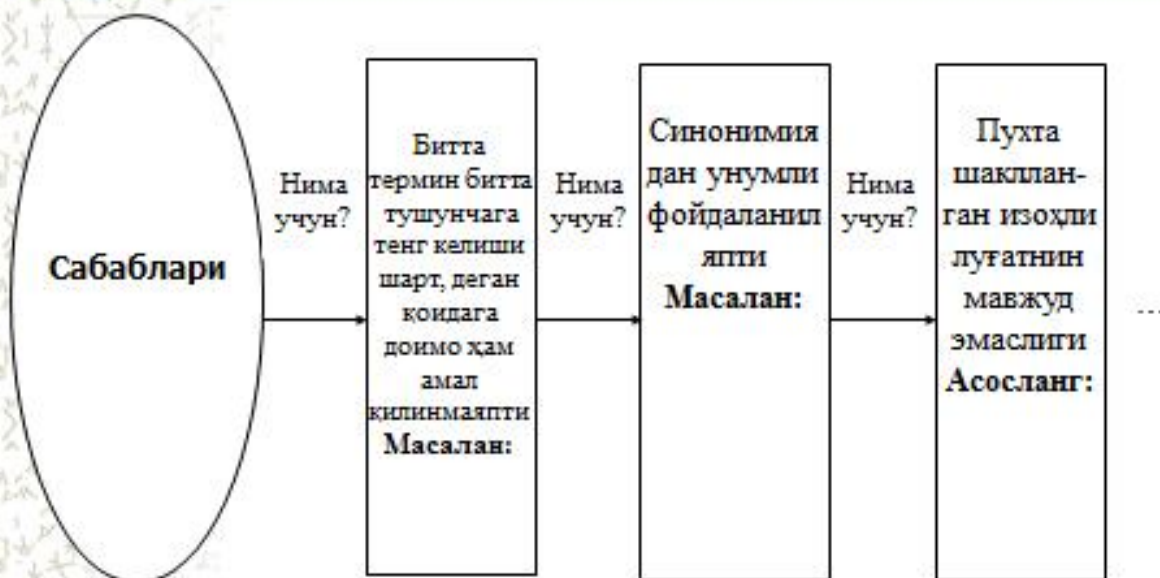 Сабаблари
Нима
учун?
Битта
термин битта
тушунчага
тенг келиши
шарт, деган
қоидага
доимо ҳам
амал
қилинмаяпти
Масалан:
Нима
учун?
Синонимия
дан унумли
фойдаланил
япти
Масалан:
Нима
учун?
Пухта
шакллан-
ган изоҳли
луғатнин
мавжуд
эмаслиги
Асосланг:
...